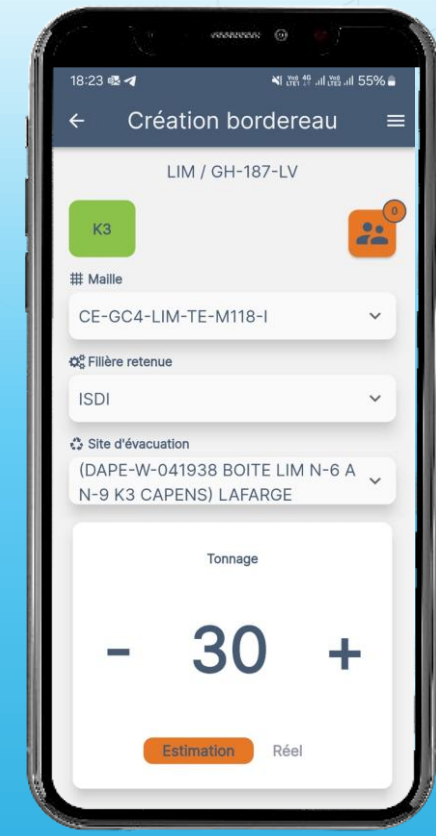 18:23 55%
Création bordereau
LIM / GH-187-LV
K3
0
Maille
CE-GC4-LIM-TE-M118-I
Filière retenue
ISDI
Site d'évacuation
(DAPE-W-041938 BOITE LIM N-6 A
N-9 K3 CAPENS) LAFARGE
Tonnage
- 30 +
Estimation Réel